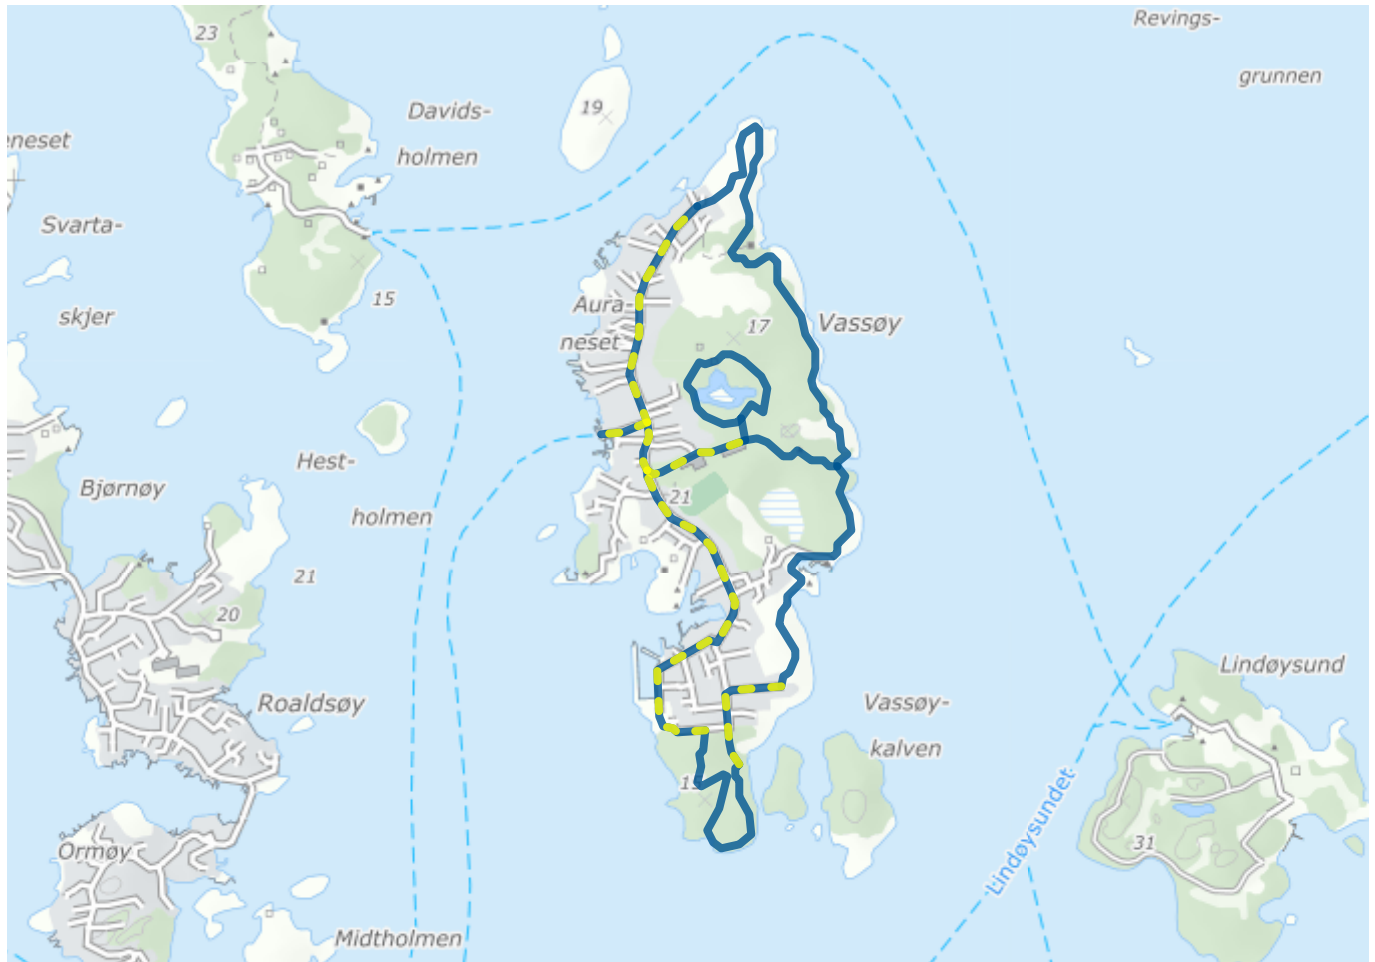 Revings-
23
grunnen
Davids-
19
eneset
holmen
Svarta-
15
Aura-
skjer
17
Vassøy
neset
Hest-
Bjørnøy
21
holmen
21
20
Lindøysund
Roaldsøy
Vassøy-
kalven
Lindøysundet
31
Ormøy
Midtholmen